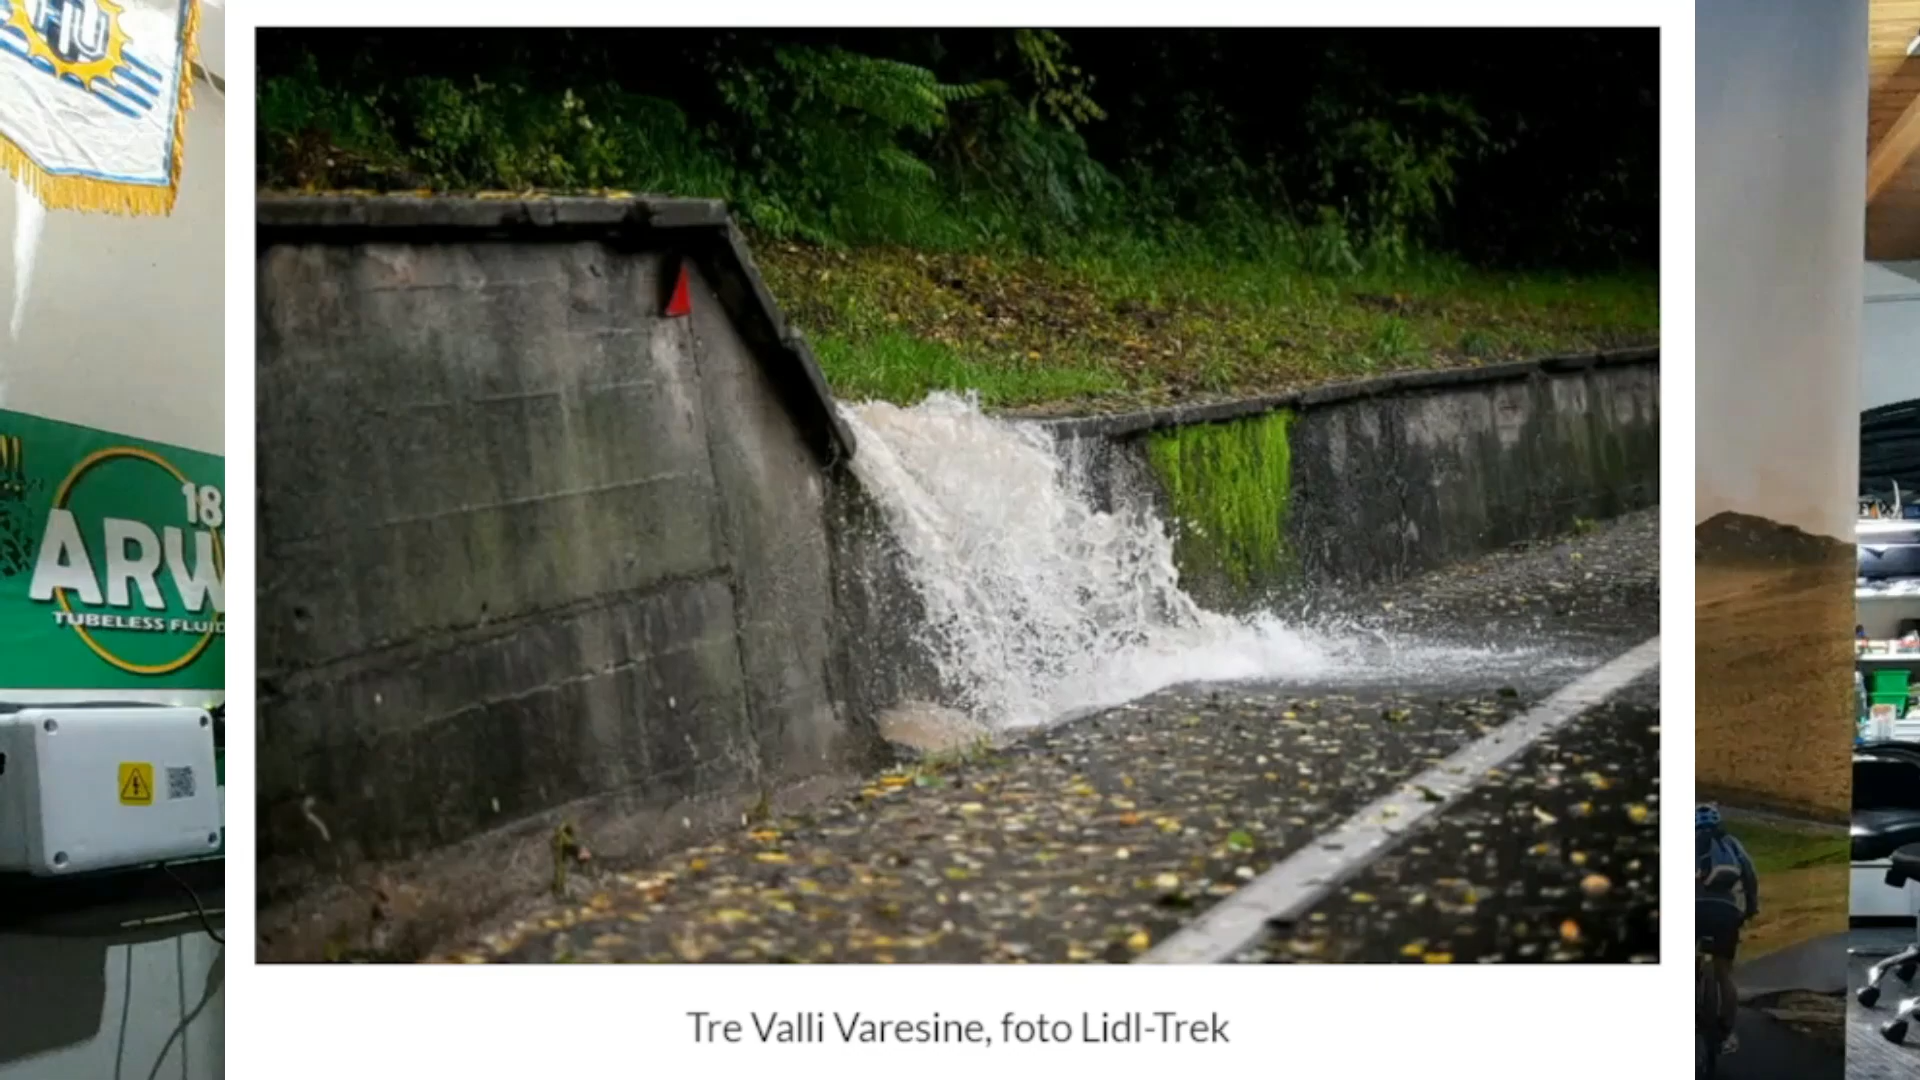 18
ARW
TUBELESS FLUID
Tre Valli Varesine, foto Lidl-Trek